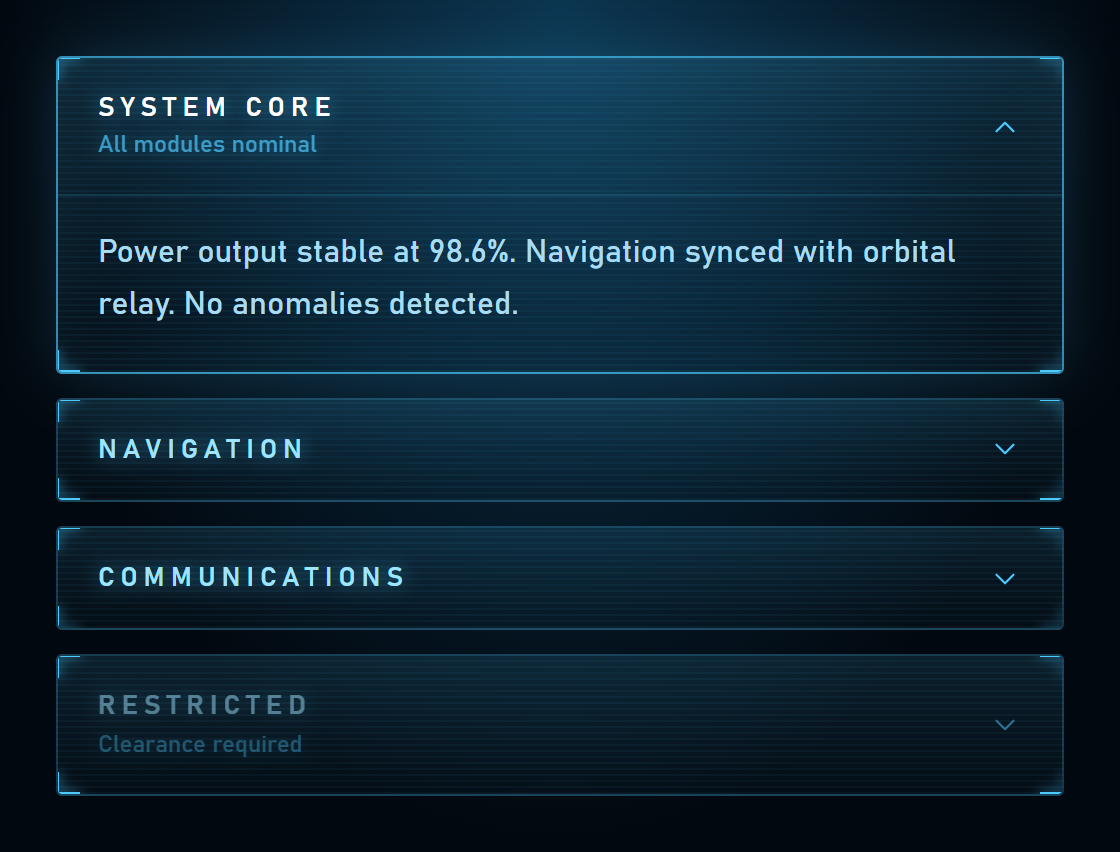 SYSTEM CORE
All modules nominal
Power output stable at 98.6%. Navigation synced with orbital
relay. No anomalies detected.
NAVIGATION
COMMUNICATIONS
RESTRICTED
Clearance required